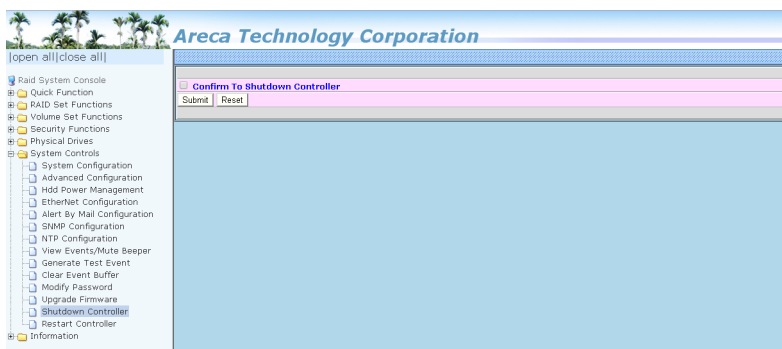 Areca Technology Corporation
|open all|close all|
Raid System Console
Quick Function
RAID Set Functions
Volume Set Functions
Security Functions
Physical Drives
System Controls
System Configuration
Advanced Configuration
Hdd Power Management
EtherNet Configuration
Alert By Mail Configuration
SNMP Configuration
NTP Configuration
View Events/Mute Beeper
Generate Test Event
Clear Event Buffer
Modify Password
Upgrade Firmware
Shutdown Controller
Restart Controller
Information
Confirm To Shutdown Controller
Submit Reset